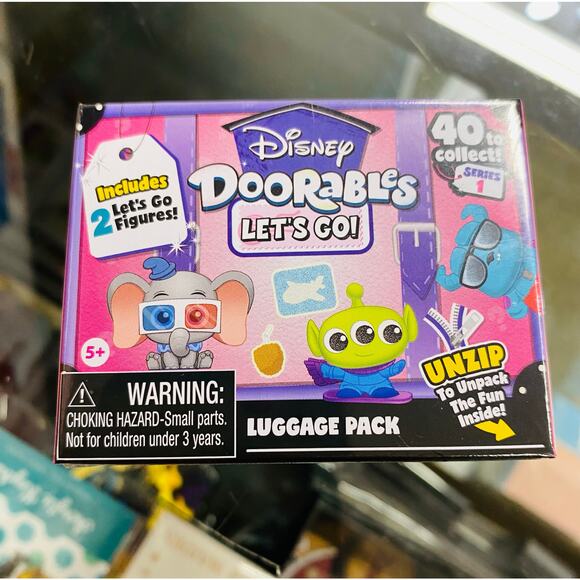 Disney
DOORABLES
LET'S GO!
Includes
2 Let's Go
Figures!
40 to
collect!
SERIES
1
5+
UNZIP
To Unpack
The Fun
Inside!
WARNING:
CHOKING HAZARD-Small parts.
Not for children under 3 years.
LUGGAGE PACK